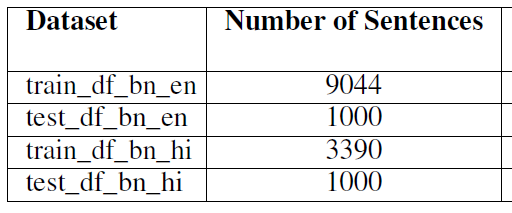 Dataset Number of Sentences
train_df_bn_en 9044
test_df_bn_en 1000
train_df_bn_hi 3390
test_df_bn_hi 1000